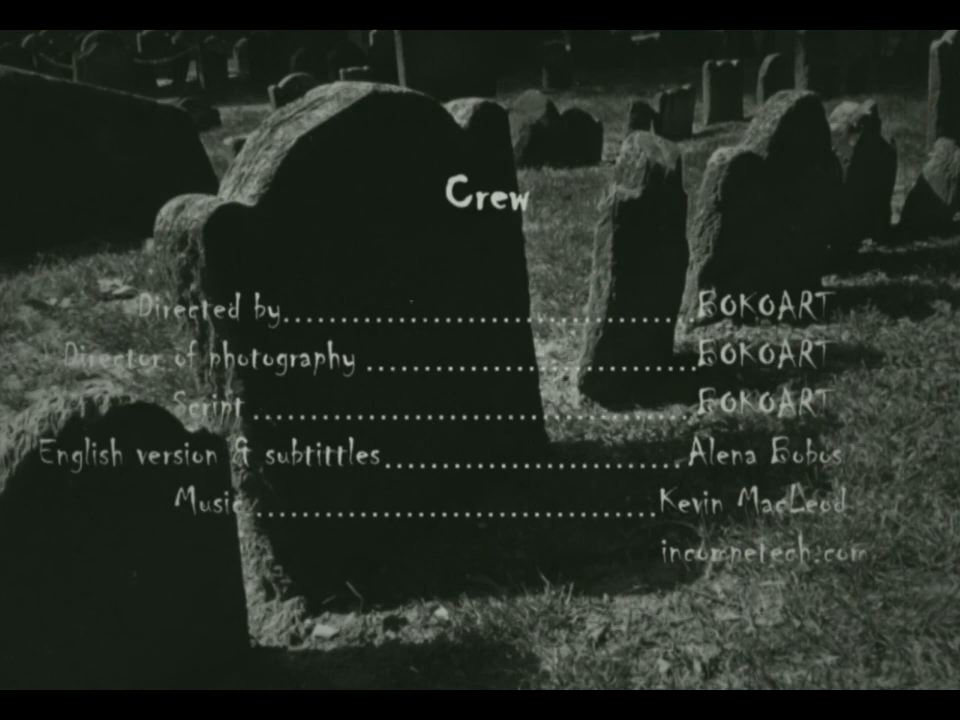 Crew
Directed by....................................BOKOART
Director of photography .............................BOKOART
Script ......................................BOKOART
English version & subtittles..........................Alena Bobos
Music....................................Kevin MacLeod
incompetech.com